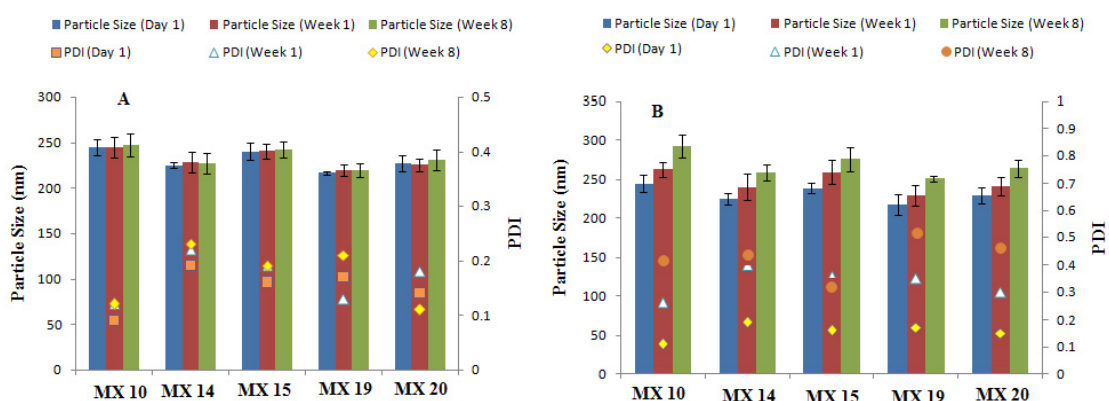 Particle Size (Day 1) Particle Size (Week 1) Particle Size (Week 8)
PDI (Day 1) PDI (Week 1) PDI (Week 8)
A
300
250
200
150
100
50
0
Particle Size (nm)
0.5
0.4
0.3
0.2
0.1
0
PDI
MX 10 MX 14 MX 15 MX 19 MX 20
Particle Size (Day 1) Particle Size (Week 1) Particle Size (Week 8)
PDI (Day 1) PDI (Week 1) PDI (Week 8)
B
350
300
250
200
150
100
50
0
Particle Size (nm)
1
0.9
0.8
0.7
0.6
0.5
0.4
0.3
0.2
0.1
0
PDI
MX 10 MX 14 MX 15 MX 19 MX 20